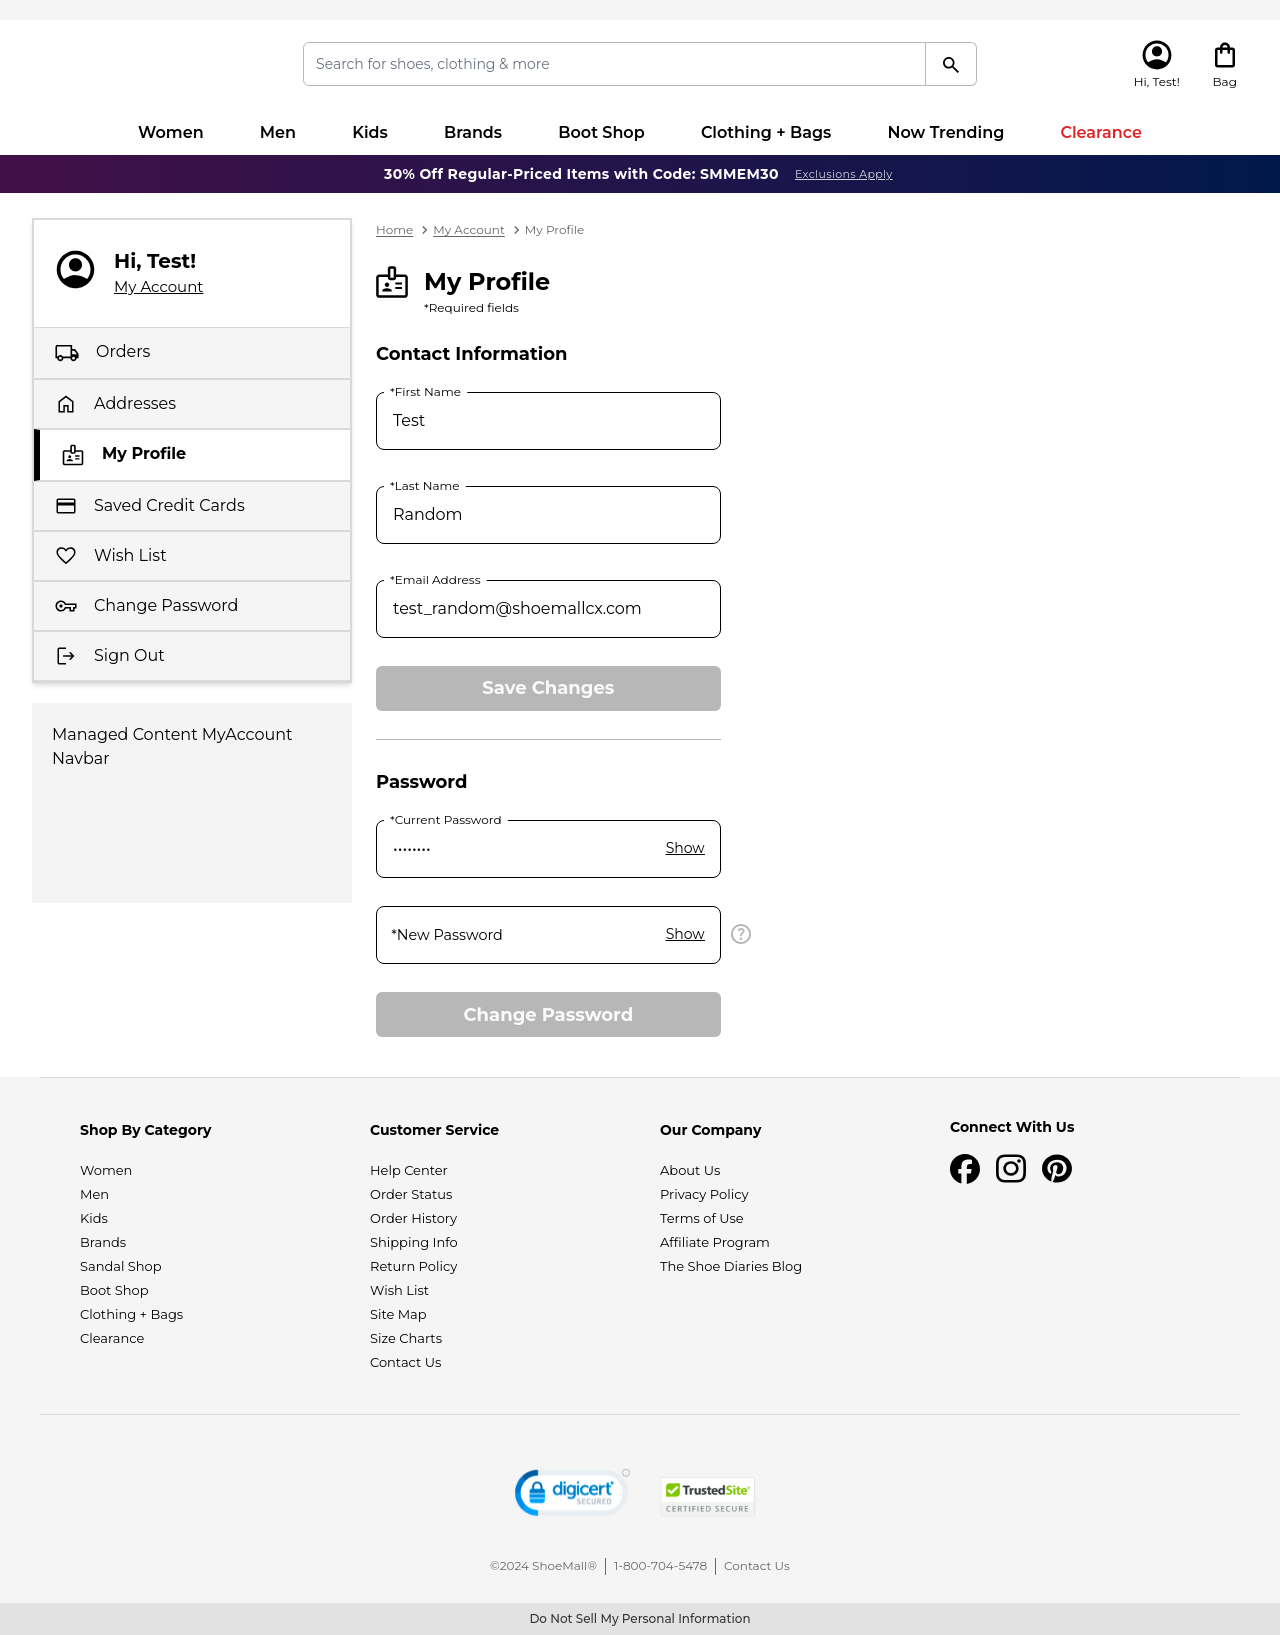 Search for shoes, clothing & more
Hi, Test!
Bag
Women
Men
Kids
Brands
Boot Shop
Clothing + Bags
Now Trending
Clearance
30% Off Regular-Priced Items with Code: SMMEM30 Exclusions Apply
Hi, Test!
My Account
Orders
Addresses
My Profile
Saved Credit Cards
Wish List
Change Password
Sign Out
Managed Content MyAccount
Navbar
Home > My Account > My Profile
My Profile
*Required fields
Contact Information
*First Name
Test
*Last Name
Random
*Email Address
test_random@shoemallcx.com
Save Changes
Password
*Current Password
•••••••• Show
*New Password Show
?
Change Password
Shop By Category
Women
Men
Kids
Brands
Sandal Shop
Boot Shop
Clothing + Bags
Clearance
Customer Service
Help Center
Order Status
Order History
Shipping Info
Return Policy
Wish List
Site Map
Size Charts
Contact Us
Our Company
About Us
Privacy Policy
Terms of Use
Affiliate Program
The Shoe Diaries Blog
Connect With Us
digicert
SECURED
TrustedSite
CERTIFIED SECURE
©2024 ShoeMall® | 1-800-704-5478 | Contact Us
Do Not Sell My Personal Information